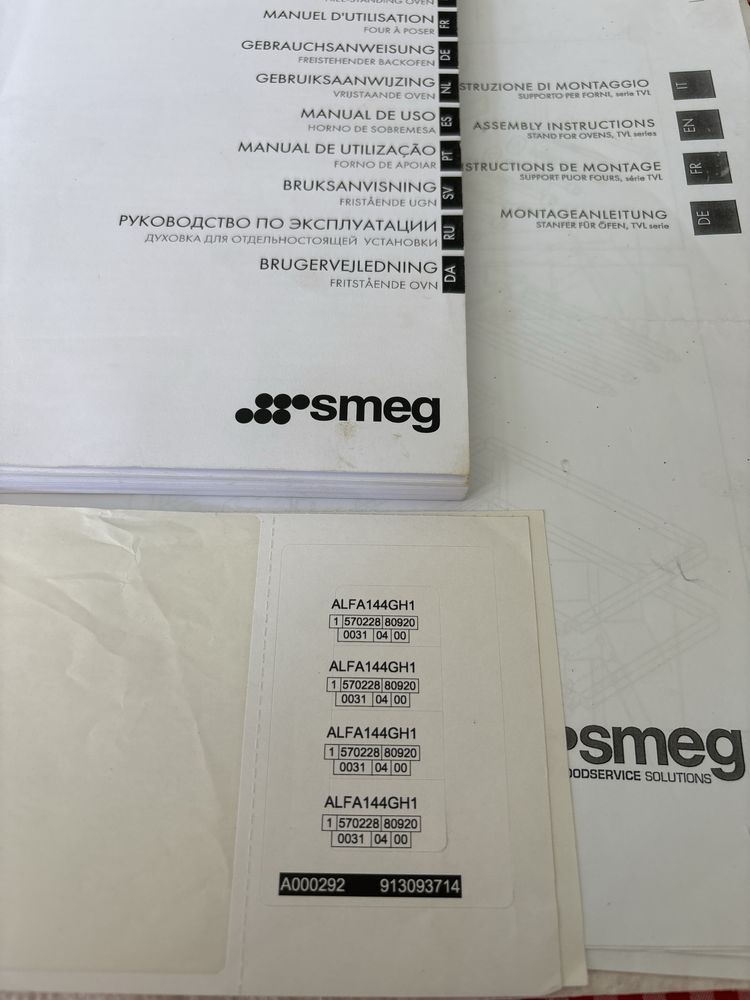 FREE-STANDING OVEN
MANUEL D'UTILISATION FR
FOUR À POSER
GEBRAUCHSANWEISUNG DE
FREISTEHENDER BACKOFEN
GEBRUIKSAANWIJZING NL
VRIJSTAANDE OVEN
MANUAL DE USO ES
HORNO DE SOBREMESA
MANUAL DE UTILIZAÇÃO PT
FORNO DE APOIAR
BRUKSANVISNING SV
FRISTÅENDE UGN
РУКОВОДСТВО ПО ЭКСПЛУАТАЦИИ RU
ДУХОВКА ДЛЯ ОТДЕЛЬНОСТОЯЩЕЙ УСТАНОВКИ
BRUGERVEJLEDNING DA
FRITSTÅENDE OVN
smeg
STRUZIONE DI MONTAGGIO IT
SUPPORTO PER FORNI, serie TVL
ASSEMBLY INSTRUCTIONS EN
STAND FOR OVENS, TVL series
STRUCTIONS DE MONTAGE FR
SUPPORT PUOR FOURS, série TVL
MONTAGEANLEITUNG DE
STANFER FÜR ÖFEN, TVL serie
smeg
OODSERVICE SOLUTIONS
ALFA144GH1
1 570228 80920
0031 04 00
ALFA144GH1
1 570228 80920
0031 04 00
ALFA144GH1
1 570228 80920
0031 04 00
ALFA144GH1
1 570228 80920
0031 04 00
A000292 913093714